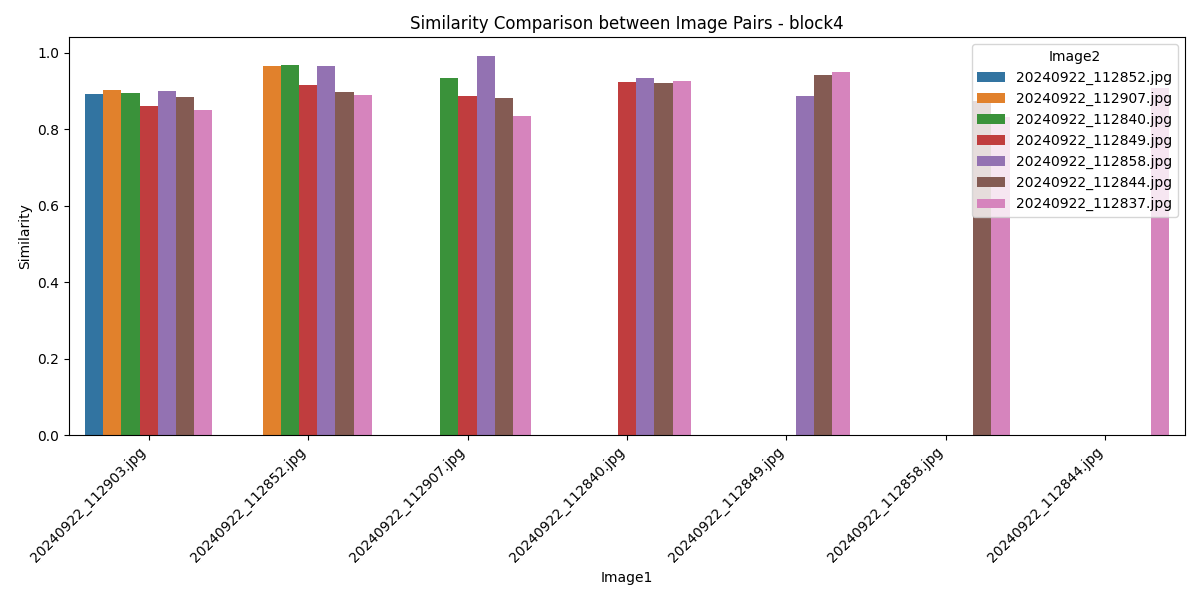 Similarity Comparison between Image Pairs - block4
Similarity
1.0
0.8
0.6
0.4
0.2
0.0
Image2
20240922_112852.jpg
20240922_112907.jpg
20240922_112840.jpg
20240922_112849.jpg
20240922_112858.jpg
20240922_112844.jpg
20240922_112837.jpg
20240922_112903.jpg
20240922_112852.jpg
20240922_112907.jpg
20240922_112840.jpg
20240922_112849.jpg
20240922_112858.jpg
20240922_112844.jpg
Image1